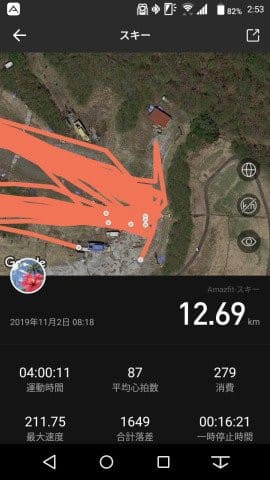 82% 2:53
スキー
Google
Amazfit-スキー
2019年11月2日 08:18
12.69 km
04:00:11 87 279
運動時間 平均心拍数 消費
211.75 1649 00:16:21
最大速度 合計落差 一時停止時間